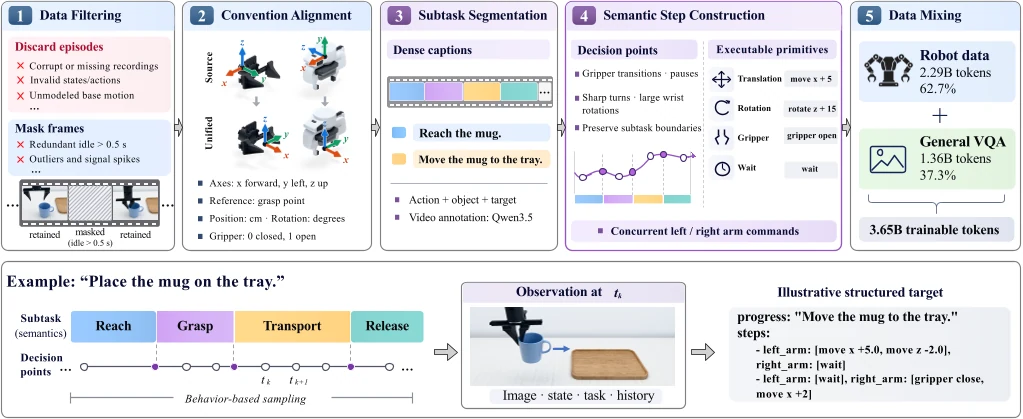 1 Data Filtering
Discard episodes
Corrupt or missing recordings
Invalid states/actions
Unmodeled base motion
...
Mask frames
Redundant idle > 0.5 s
Outliers and signal spikes
...
... ...
retained masked retained
(idle > 0.5 s)
2 Convention Alignment
Source
z y x
z y x
Unified
z y x
z y x
Axes: x forward, y left, z up
Reference: grasp point
Position: cm · Rotation: degrees
Gripper: 0 closed, 1 open
3 Subtask Segmentation
Dense captions
...
Reach the mug.
Move the mug to the tray.
Action + object + target
Video annotation: Qwen3.5
4 Semantic Step Construction
Decision points
Gripper transitions · pauses
Sharp turns · large wrist
rotations
Preserve subtask boundaries
Executable primitives
Translation move x + 5
Rotation rotate z + 15
Gripper gripper open
Wait wait
Concurrent left / right arm commands
5 Data Mixing
Robot data
2.29B tokens
62.7%
+
General VQA
1.36B tokens
37.3%
3.65B trainable tokens
Example: “Place the mug on the tray.”
Subtask
(semantics)
Reach Grasp Transport Release
Decision
points
... ...
tk tk+1
Behavior-based sampling
Observation at tk
Image · state · task · history
Illustrative structured target
progress: "Move the mug to the tray."
steps:
- left_arm: [move x +5.0, move z -2.0],
right_arm: [wait]
- left_arm: [wait], right_arm: [gripper close,
move x +2]